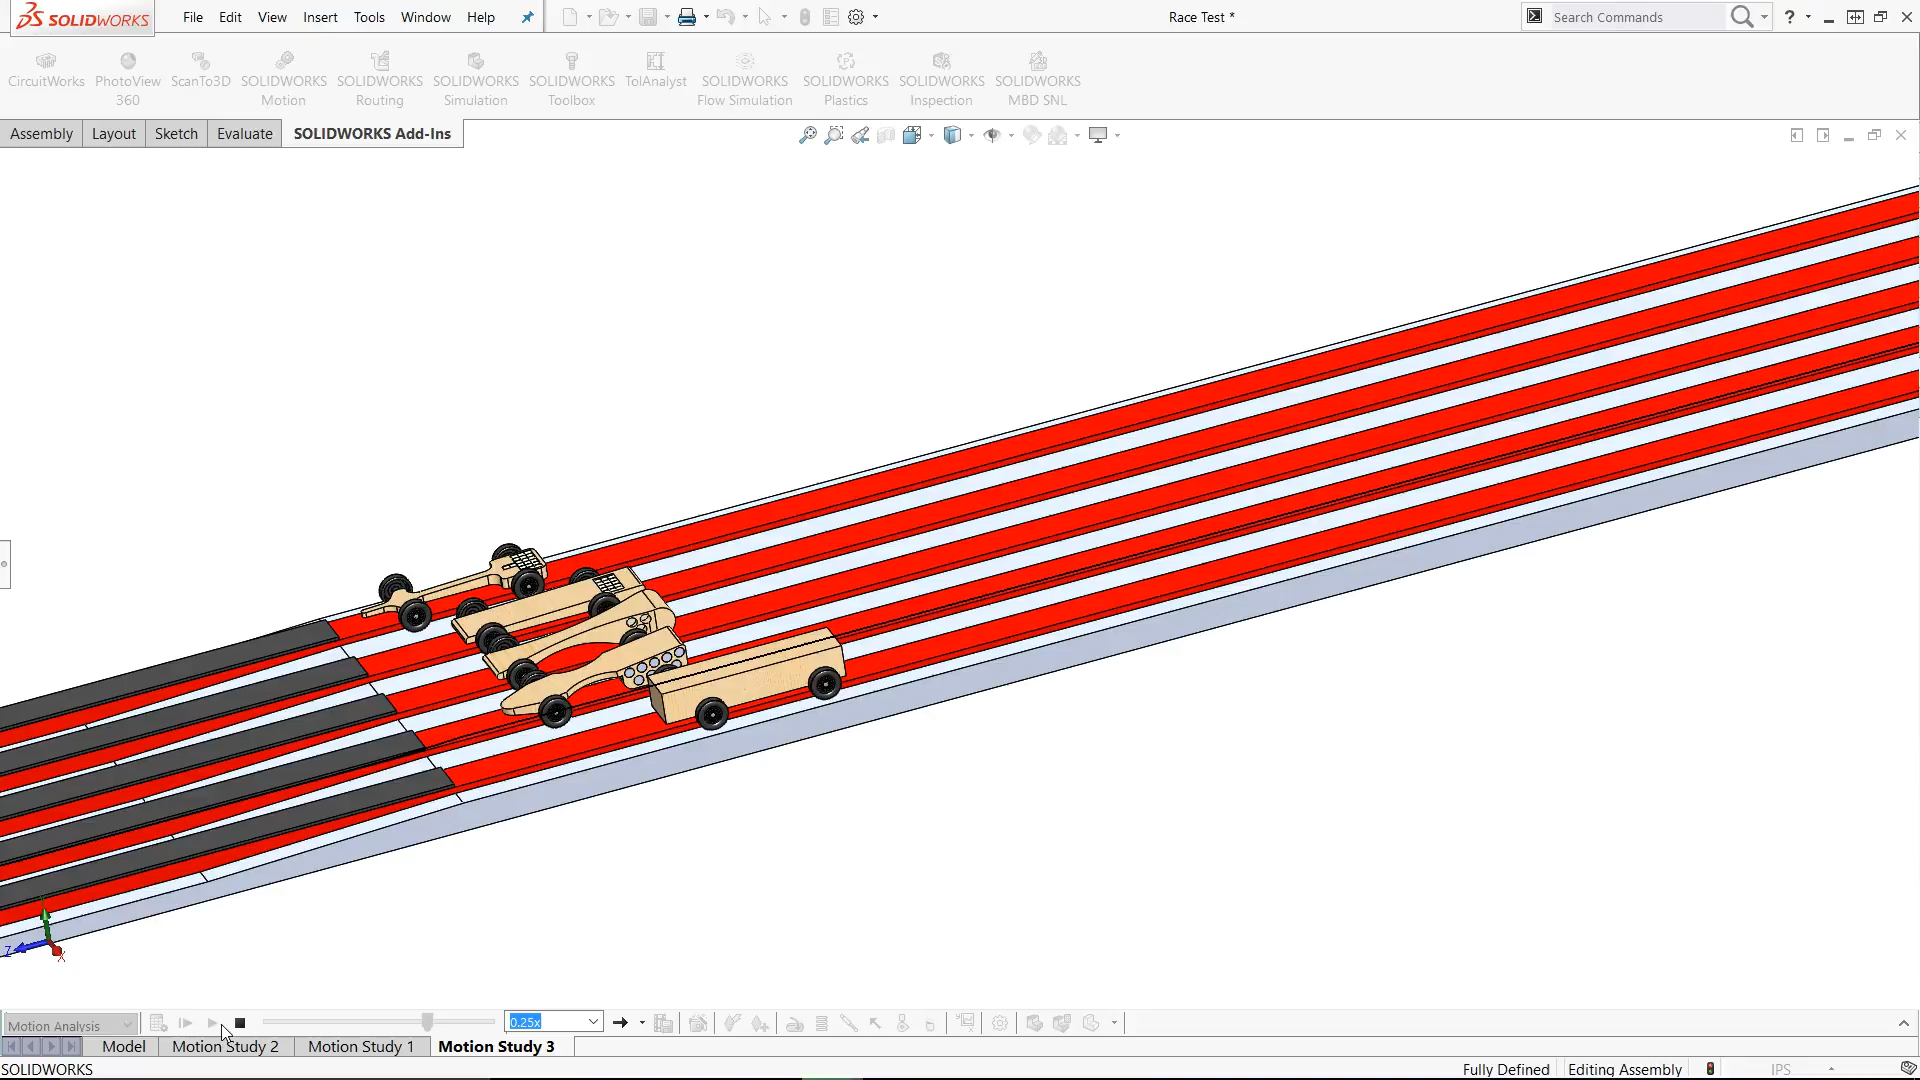 SOLIDWORKS File Edit View Insert Tools Window Help Race Test * Search Commands ?
CircuitWorks PhotoView 360 ScanTo3D SOLIDWORKS Motion SOLIDWORKS Routing SOLIDWORKS Simulation SOLIDWORKS Toolbox TolAnalyst SOLIDWORKS Flow Simulation SOLIDWORKS Plastics SOLIDWORKS Inspection SOLIDWORKS MBD SNL
Assembly Layout Sketch Evaluate SOLIDWORKS Add-Ins
Z X
Motion Analysis 0.25x
Model Motion Study 2 Motion Study 1 Motion Study 3
SOLIDWORKS Fully Defined Editing Assembly IPS